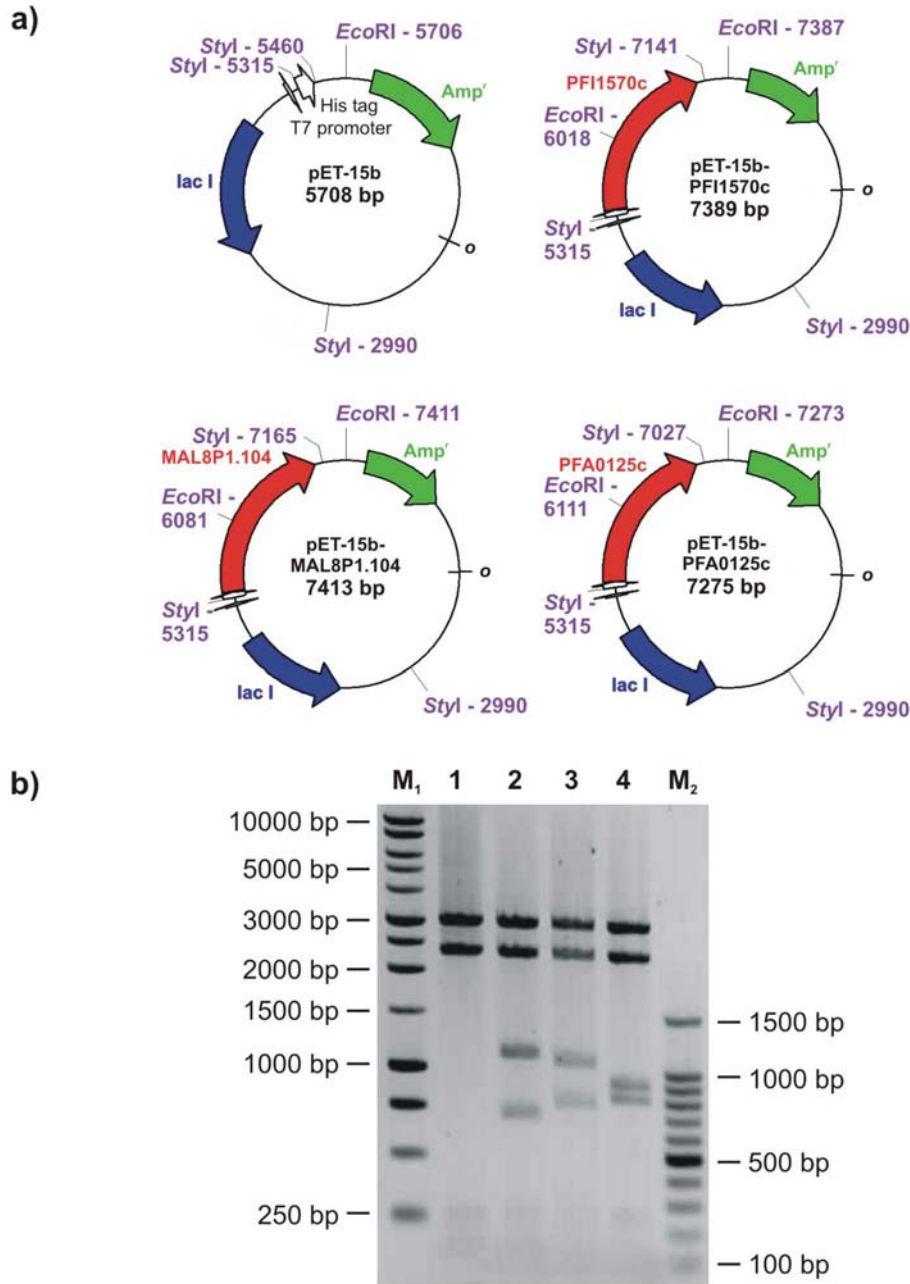 a)
StyI - 5460
StyI - 5315
EcoRI - 5706
Ampʳ
His tag
T7 promoter
lac I
pET-15b
5708 bp
o
StyI - 2990
StyI - 7141
EcoRI - 7387
PFI1570c
Ampʳ
EcoRI -
6018
pET-15b-
PFI1570c
7389 bp
o
StyI -
5315
lac I
StyI - 2990
StyI - 7165
EcoRI - 7411
MAL8P1.104
Ampʳ
EcoRI -
6081
pET-15b-
MAL8P1.104
7413 bp
o
StyI -
5315
lac I
StyI - 2990
StyI - 7027
EcoRI - 7273
PFA0125c
Ampʳ
EcoRI -
6111
pET-15b-
PFA0125c
7275 bp
o
StyI -
5315
lac I
StyI - 2990
b)
M₁ 1 2 3 4 M₂
10000 bp
5000 bp
3000 bp
2000 bp
1500 bp
1000 bp
250 bp
1500 bp
1000 bp
500 bp
100 bp